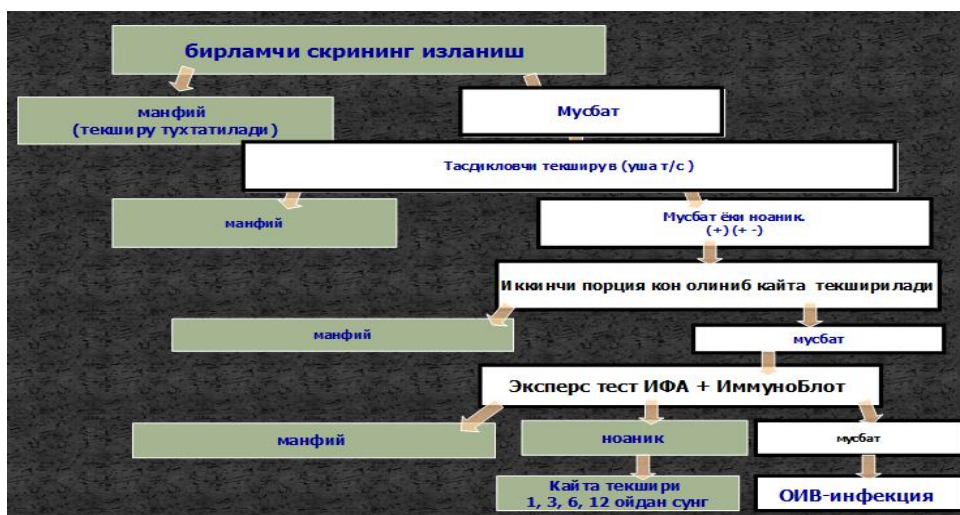 бирламчи скрининг изланиш
манфий
(текширу тухтатилади)
Мусбат
Тасдикловчи текширув (уша т/с )
манфий
Мусбат ёки ноаник.
(+) (+ -)
Иккинчи порция кон олиниб кайта текширилади
манфий
мусбат
Эксперс тест ИФА + ИммуноБлот
манфий
ноаник
мусбат
Кайта текшири
1, 3, 6, 12 ойдан сунг
ОИВ-инфекция